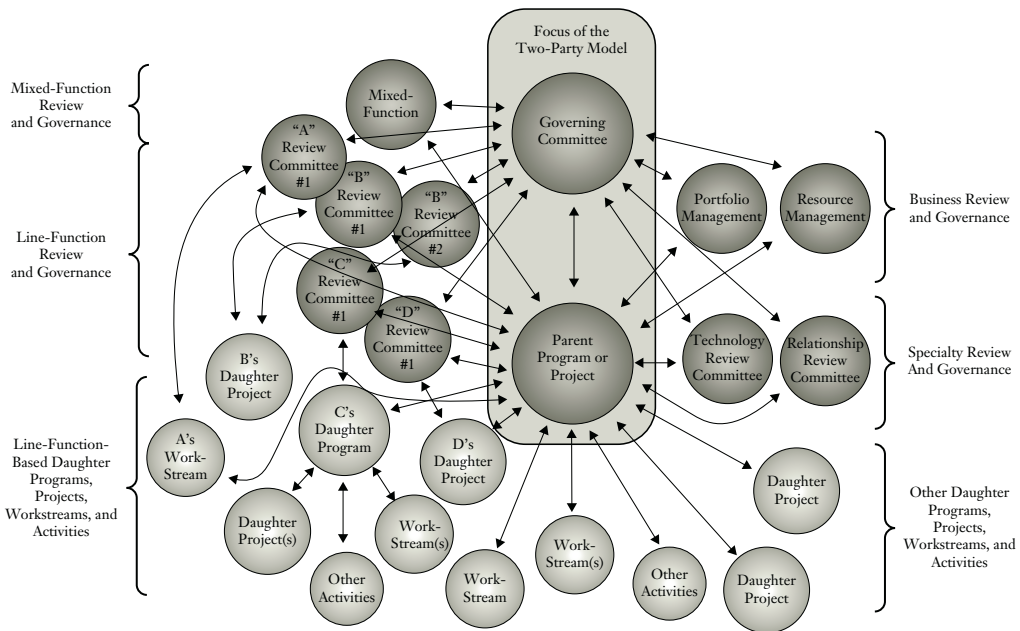 Focus of the
Two-Party Model
Mixed-Function
Review
and Governance
Line-Function
Review
and Governance
Line-Function-
Based Daughter
Programs,
Projects,
Workstreams, and
Activities
Mixed-
Function
Governing
Committee
"A"
Review
Committee
#1
"B"
Review
Committee
#1
"B"
Review
Committee
#2
"C"
Review
Committee
#1
"D"
Review
Committee
#1
Parent
Program or
Project
Portfolio
Management
Resource
Management
Technology
Review
Committee
Relationship
Review
Committee
Business Review
and Governance
Specialty Review
And Governance
Other Daughter
Programs,
Projects,
Workstreams, and
Activities
B's
Daughter
Project
A's
Work-
Stream
C's
Daughter
Program
D's
Daughter
Project
Daughter
Project(s)
Other
Activities
Work-
Stream(s)
Work-
Stream
Work-
Stream(s)
Other
Activities
Daughter
Project
Daughter
Project